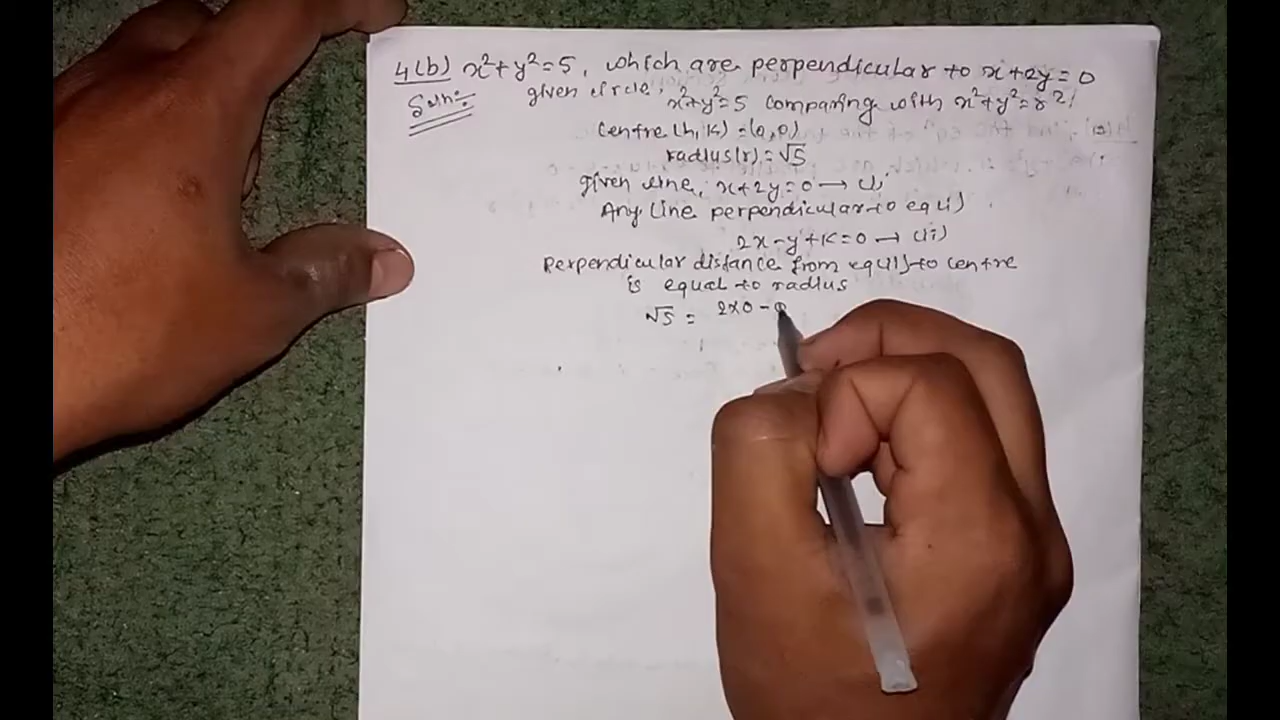 4(b) x²+y²=5, which are perpendicular to x+2y=0
Soln:
given circle, x²+y²=5 comparing with x²+y²=r²,
Centre (h,k) = (0,0)
radius(r) = √5
given line, x+2y=0 → (i)
Any line perpendicular to eq(i)
2x-y+k=0 → (ii)
Perpendicular distance from eq(ii) to centre
is equal to radius
√5 = 2×0-0